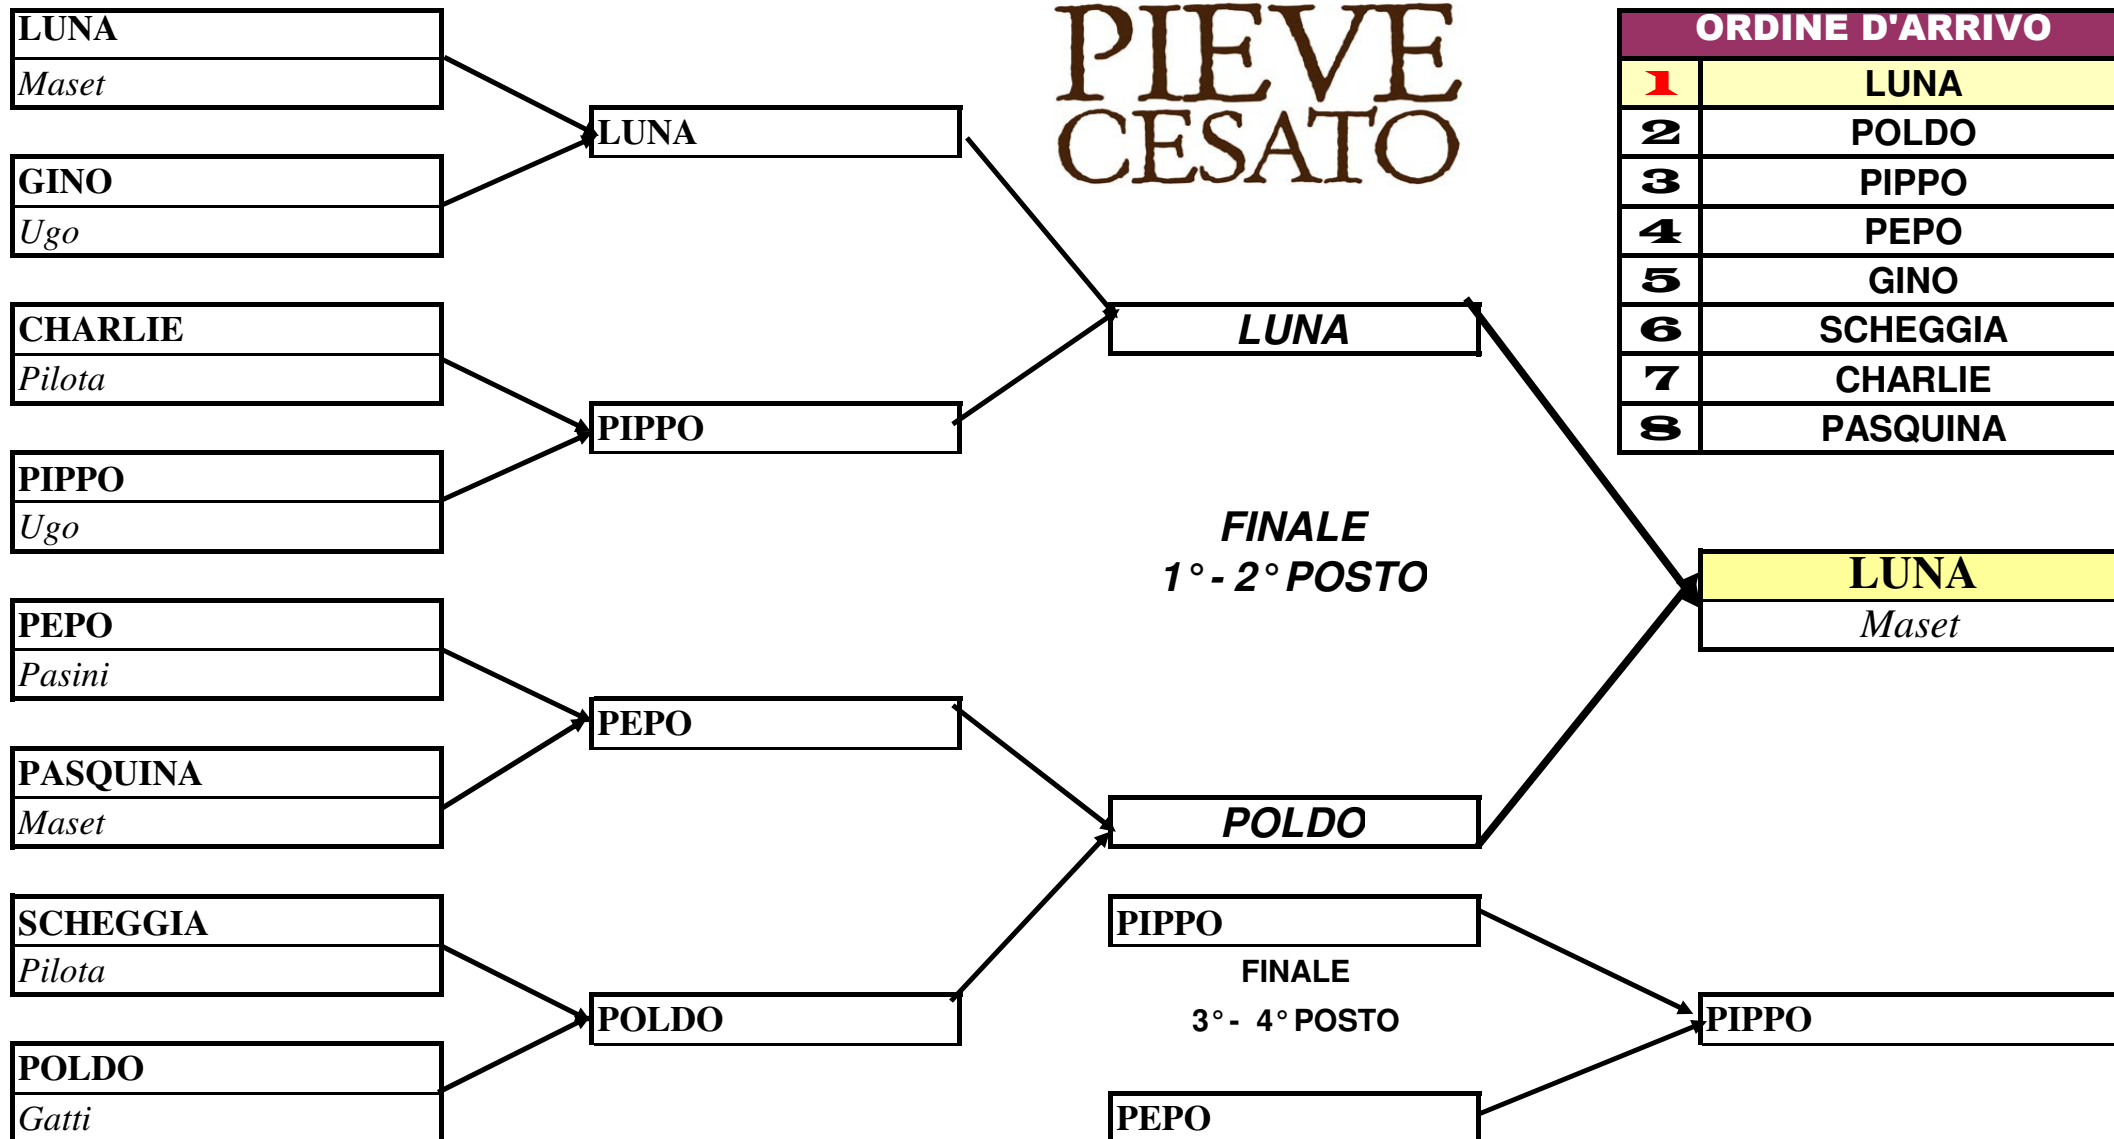 LUNA
Maset
GINO
Ugo
CHARLIE
Pilota
PIPPO
Ugo
PEPO
Pasini
PASQUINA
Maset
SCHEGGIA
Pilota
POLDO
Gatti
LUNA
PIPPO
PEPO
POLDO
PIEVE
CESATO
LUNA
FINALE
1° - 2° POSTO
POLDO
PIPPO
FINALE
3° - 4° POSTO
PEPO
ORDINE D'ARRIVO
1 LUNA
2 POLDO
3 PIPPO
4 PEPO
5 GINO
6 SCHEGGIA
7 CHARLIE
8 PASQUINA
LUNA
Maset
PIPPO